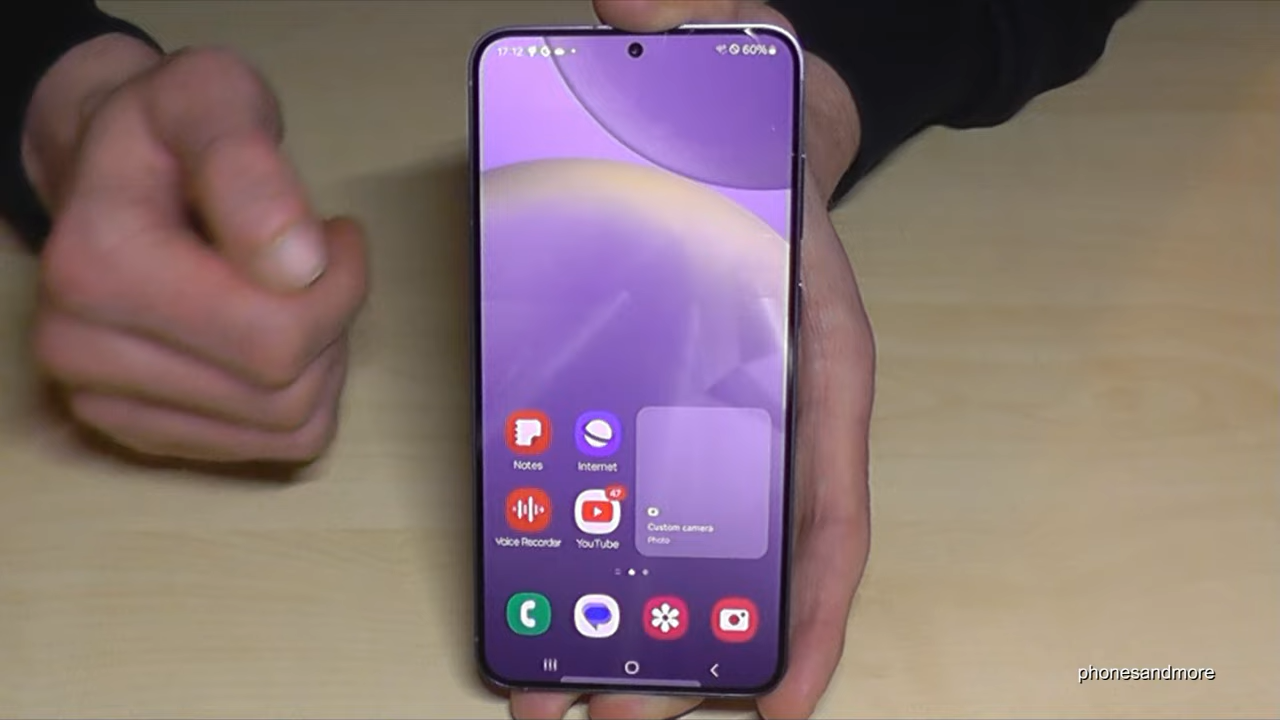 17:12
60%
Notes
Internet
47
Voice Recorder
YouTube
Custom camera
Photo
phonesandmore